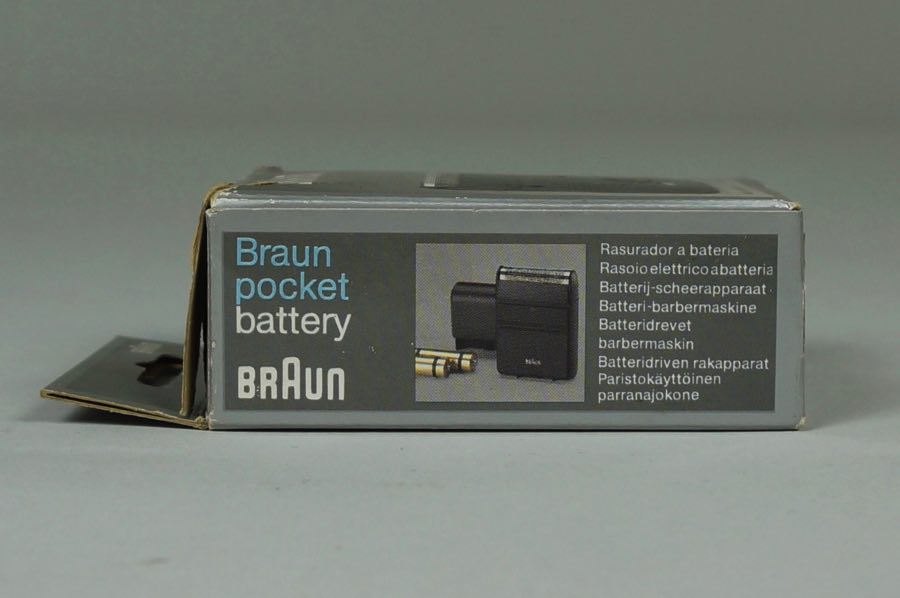 Braun
pocket
battery
BRAUN
Rasurador a bateria
Rasoio elettrico a batteria
Batterij-scheerapparaat
Batteri-barbermaskine
Batteridrevet
barbermaskin
Batteridriven rakapparat
Paristokäyttöinen
parranajokone